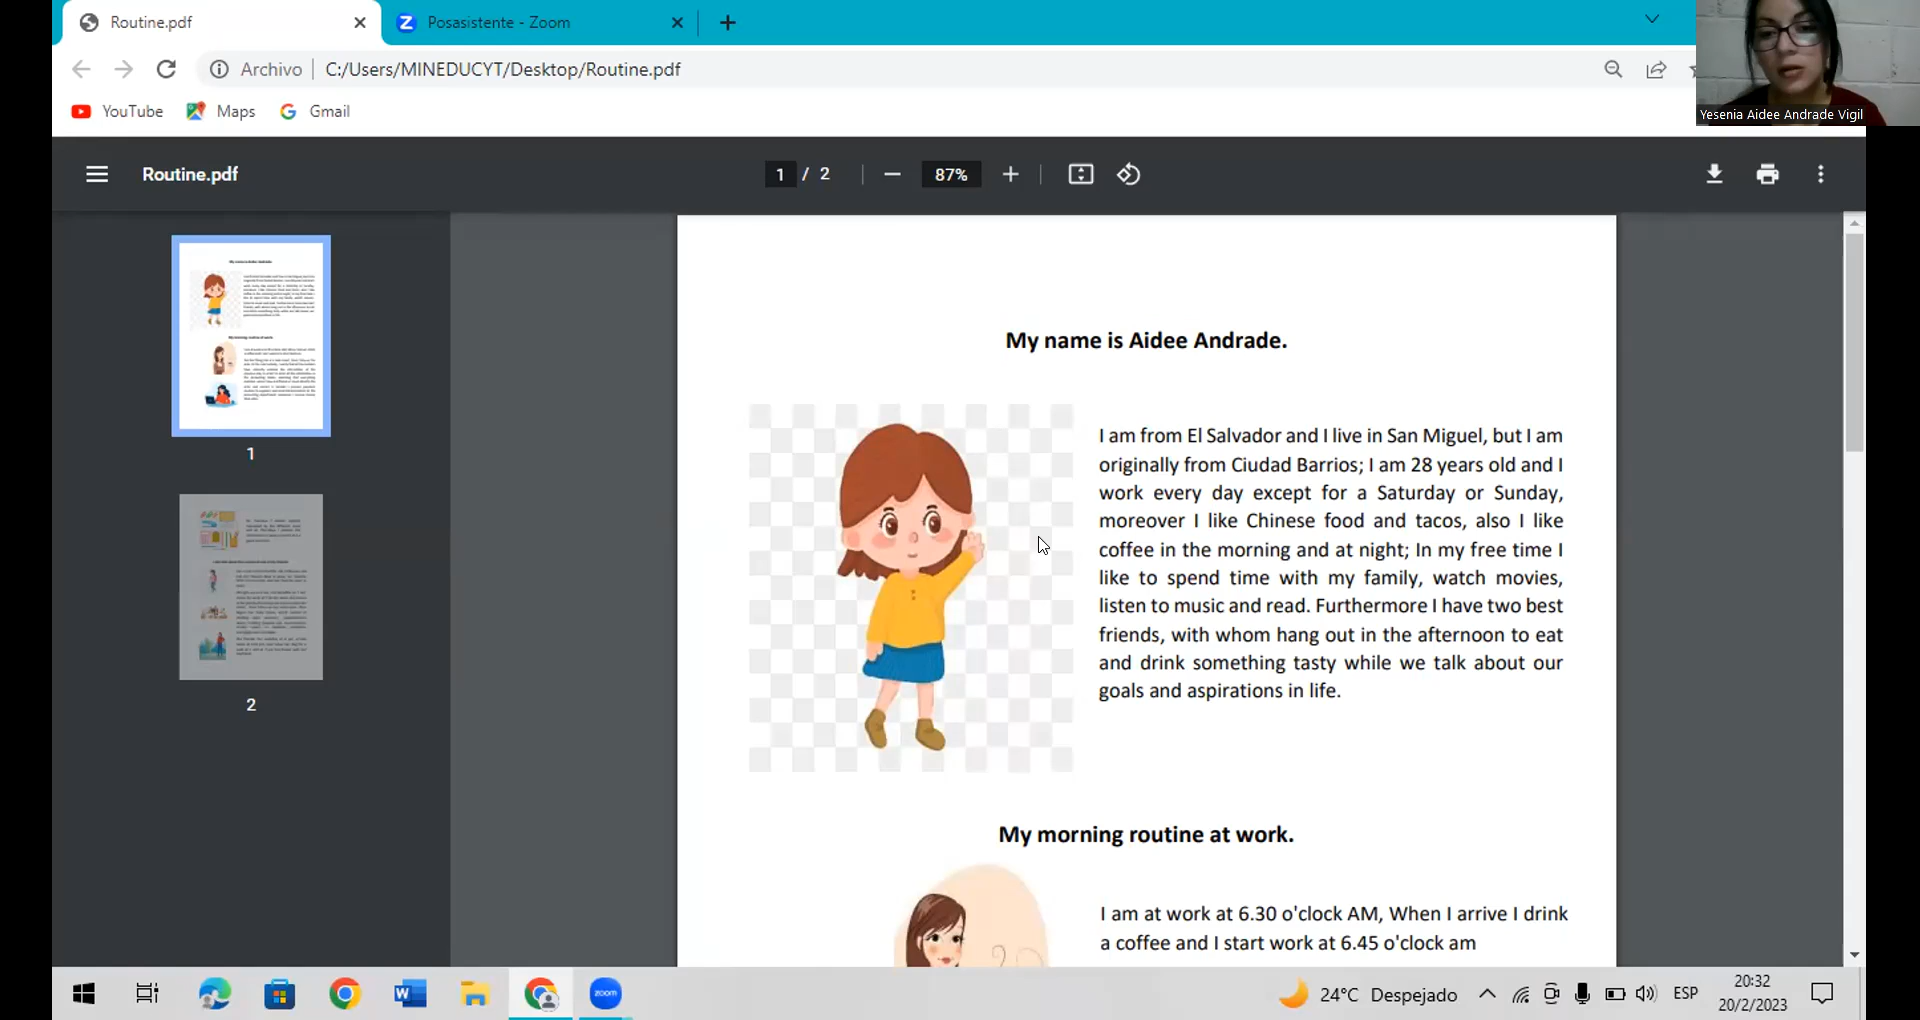 Routine.pdf
Posasistente - Zoom
Archivo
C:/Users/MINEDUCYT/Desktop/Routine.pdf
YouTube
Maps
Gmail
Yesenia Aidee Andrade Vigil
Routine.pdf
1 / 2
87%
My name is Aidee Andrade.
I am from El Salvador and I live in San Miguel, but I am
originally from Ciudad Barrios; I am 28 years old and I
work every day except for a Saturday or Sunday,
moreover I like Chinese food and tacos, also I like
coffee in the morning and at night; In my free time I
like to spend time with my family, watch movies,
listen to music and read. Furthermore I have two best
friends, with whom hang out in the afternoon to eat
and drink something tasty while we talk about our
goals and aspirations in life.
My morning routine at work.
I am at work at 6.30 o'clock AM, When I arrive I drink
a coffee and I start work at 6.45 o'clock am
1
2
zoom
24°C Despejado
ESP
20:32
20/2/2023